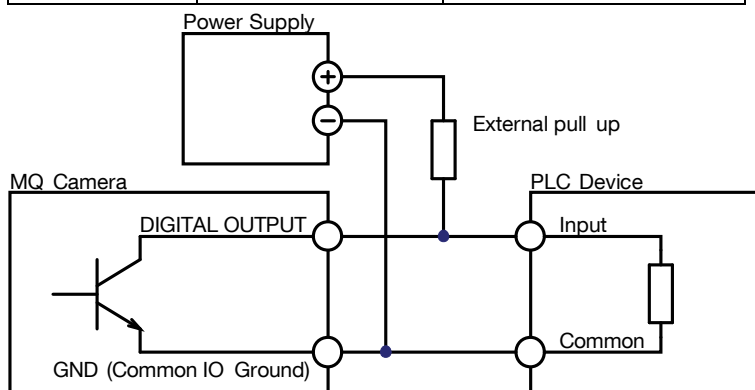 Power Supply
+
−
External pull up
MQ Camera
PLC Device
DIGITAL OUTPUT
Input
Common
GND (Common IO Ground)